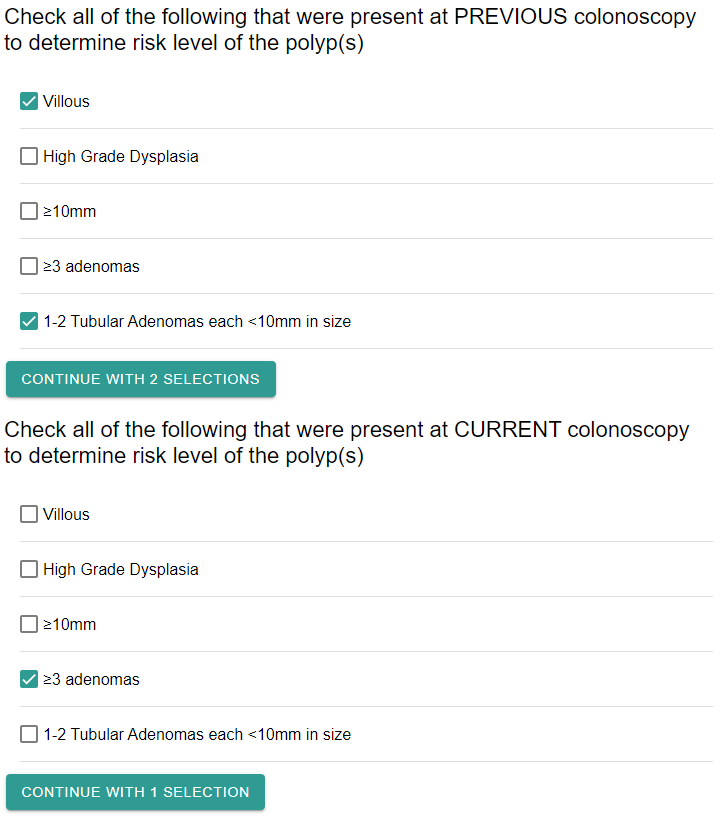 Check all of the following that were present at PREVIOUS colonoscopy
to determine risk level of the polyp(s)
Villous
High Grade Dysplasia
≥10mm
≥3 adenomas
1-2 Tubular Adenomas each <10mm in size
CONTINUE WITH 2 SELECTIONS
Check all of the following that were present at CURRENT colonoscopy
to determine risk level of the polyp(s)
Villous
High Grade Dysplasia
≥10mm
≥3 adenomas
1-2 Tubular Adenomas each <10mm in size
CONTINUE WITH 1 SELECTION